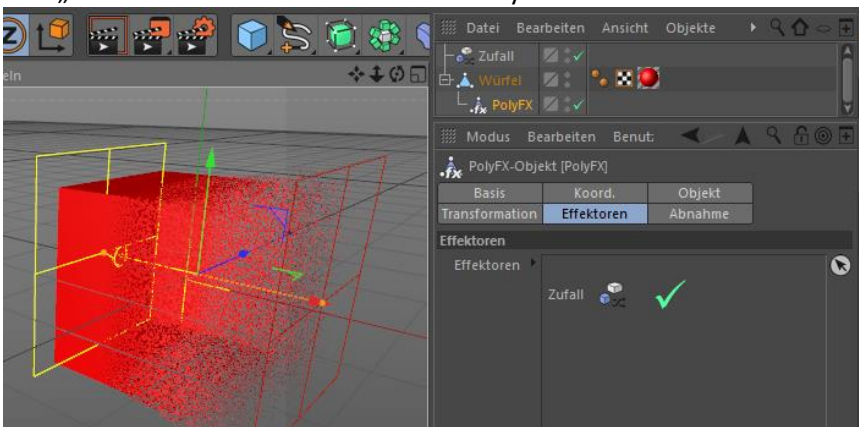 Datei Bearbeiten Ansicht Objekte
Zufall
eln
Würfel
PolyFX
Modus Bearbeiten Benut
PolyFX-Objekt [PolyFX]
Basis Koord. Objekt
Transformation Effektoren Abnahme
Effektoren
Effektoren
Zufall